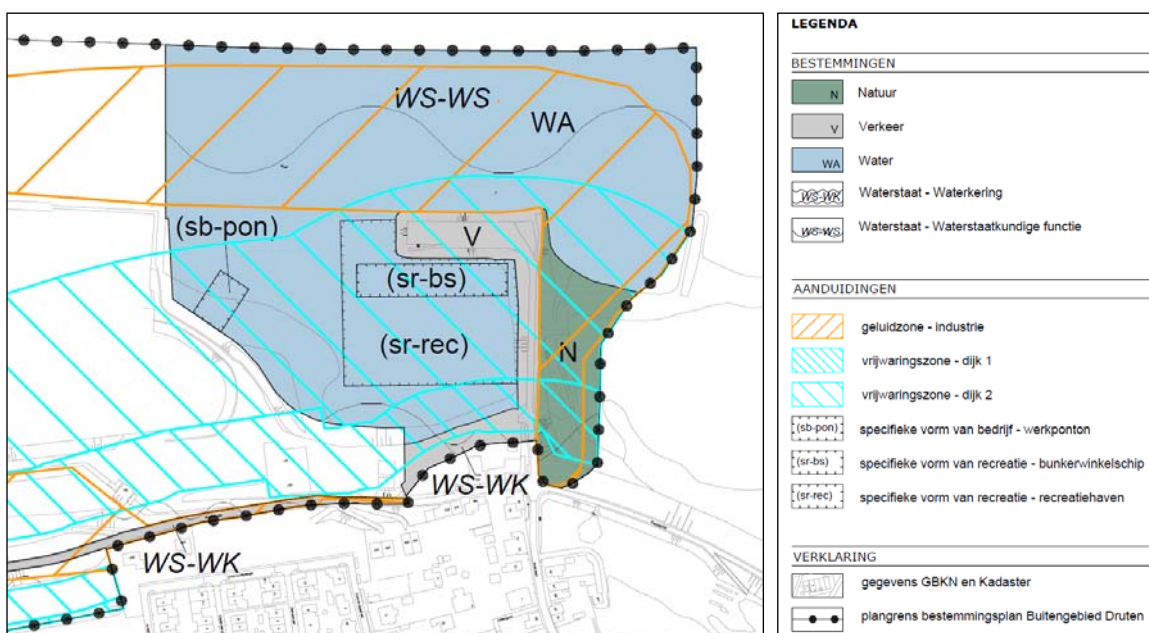 WS-WS
WA
(sb-pon)
V
(sr-bs)
(sr-rec)
N
WS-WK
WS-WK
LEGENDA
BESTEMMINGEN
N Natuur
V Verkeer
WA Water
WS-WK Waterstaat - Waterkering
WS-WS Waterstaat - Waterstaatkundige functie
AANDUIDINGEN
geluidzone - industrie
vrijwaringszone - dijk 1
vrijwaringszone - dijk 2
(sb-pon) specifieke vorm van bedrijf - werkponton
(sr-bs) specifieke vorm van recreatie - bunkerwinkelschip
(sr-rec) specifieke vorm van recreatie - recreatiehaven
VERKLARING
gegevens GBKN en Kadaster
plangrens bestemmingsplan Buitengebied Druten